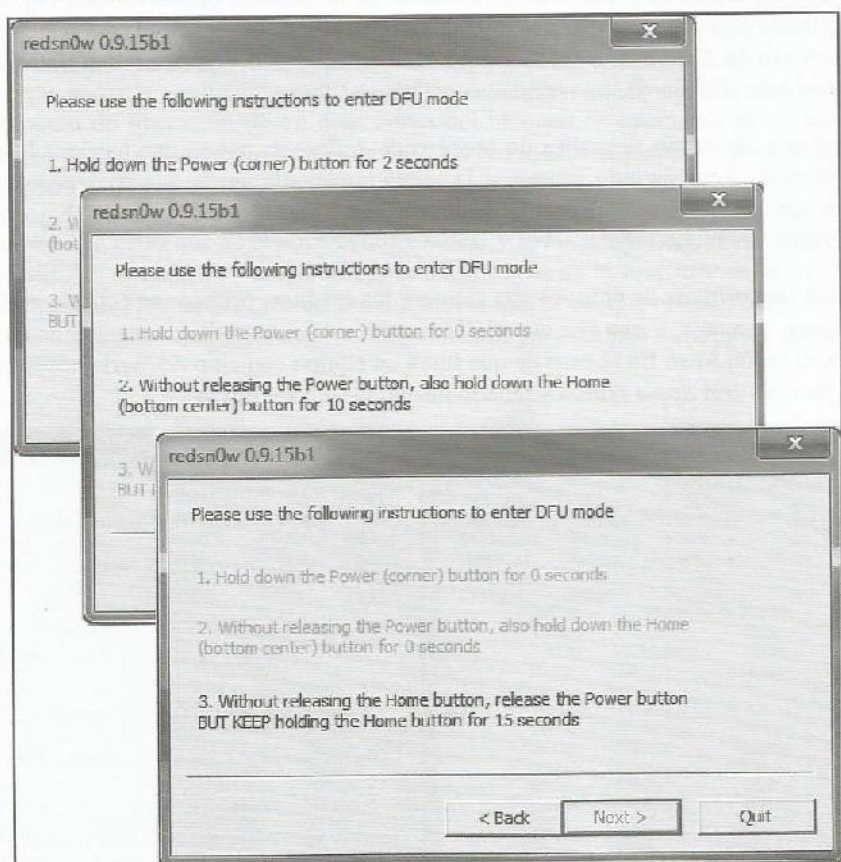 redsn0w 0.9.15b1
X
Please use the following instructions to enter DFU mode
1. Hold down the Power (corner) button for 2 seconds
2. W
(bot
3. W
BUT
redsn0w 0.9.15b1
X
Please use the following instructions to enter DFU mode
1. Hold down the Power (corner) button for 0 seconds
2. Without releasing the Power button, also hold down the Home
(bottom center) button for 10 seconds
3. W
BUT
redsn0w 0.9.15b1
X
Please use the following instructions to enter DFU mode
1. Hold down the Power (corner) button for 0 seconds
2. Without releasing the Power button, also hold down the Home
(bottom center) button for 0 seconds
3. Without releasing the Home button, release the Power button
BUT KEEP holding the Home button for 15 seconds
< Back
Next >
Quit